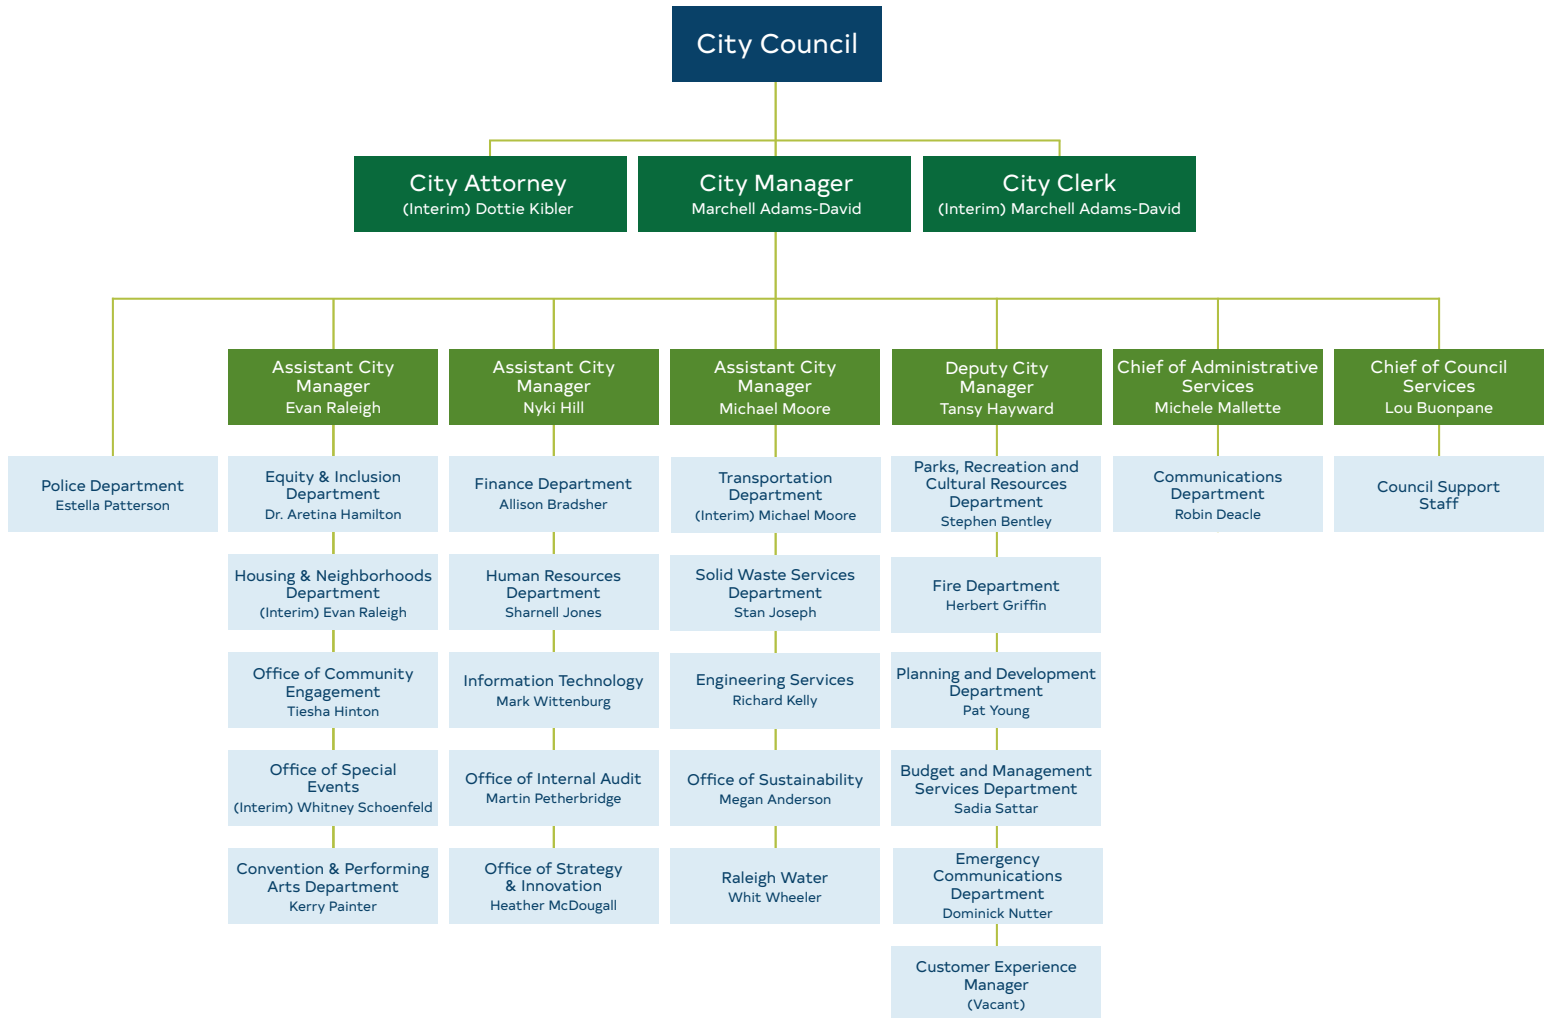 City Council
City Attorney
(Interim) Dottie Kibler
City Manager
Marchell Adams-David
City Clerk
(Interim) Marchell Adams-David
Assistant City
Manager
Evan Raleigh
Assistant City
Manager
Nyki Hill
Assistant City
Manager
Michael Moore
Deputy City
Manager
Tansy Hayward
Chief of Administrative
Services
Michele Mallette
Chief of Council
Services
Lou Buonpane
Police Department
Estella Patterson
Equity & Inclusion
Department
Dr. Aretina Hamilton
Finance Department
Allison Bradsher
Transportation
Department
(Interim) Michael Moore
Parks, Recreation and
Cultural Resources
Department
Stephen Bentley
Communications
Department
Robin Deacle
Council Support
Staff
Housing & Neighborhoods
Department
(Interim) Evan Raleigh
Human Resources
Department
Sharnell Jones
Solid Waste Services
Department
Stan Joseph
Fire Department
Herbert Griffin
Office of Community
Engagement
Tiesha Hinton
Information Technology
Mark Wittenburg
Engineering Services
Richard Kelly
Planning and Development
Department
Pat Young
Office of Special
Events
(Interim) Whitney Schoenfeld
Office of Internal Audit
Martin Petherbridge
Office of Sustainability
Megan Anderson
Budget and Management
Services Department
Sadia Sattar
Convention & Performing
Arts Department
Kerry Painter
Office of Strategy
& Innovation
Heather McDougall
Raleigh Water
Whit Wheeler
Emergency
Communications
Department
Dominick Nutter
Customer Experience
Manager
(Vacant)